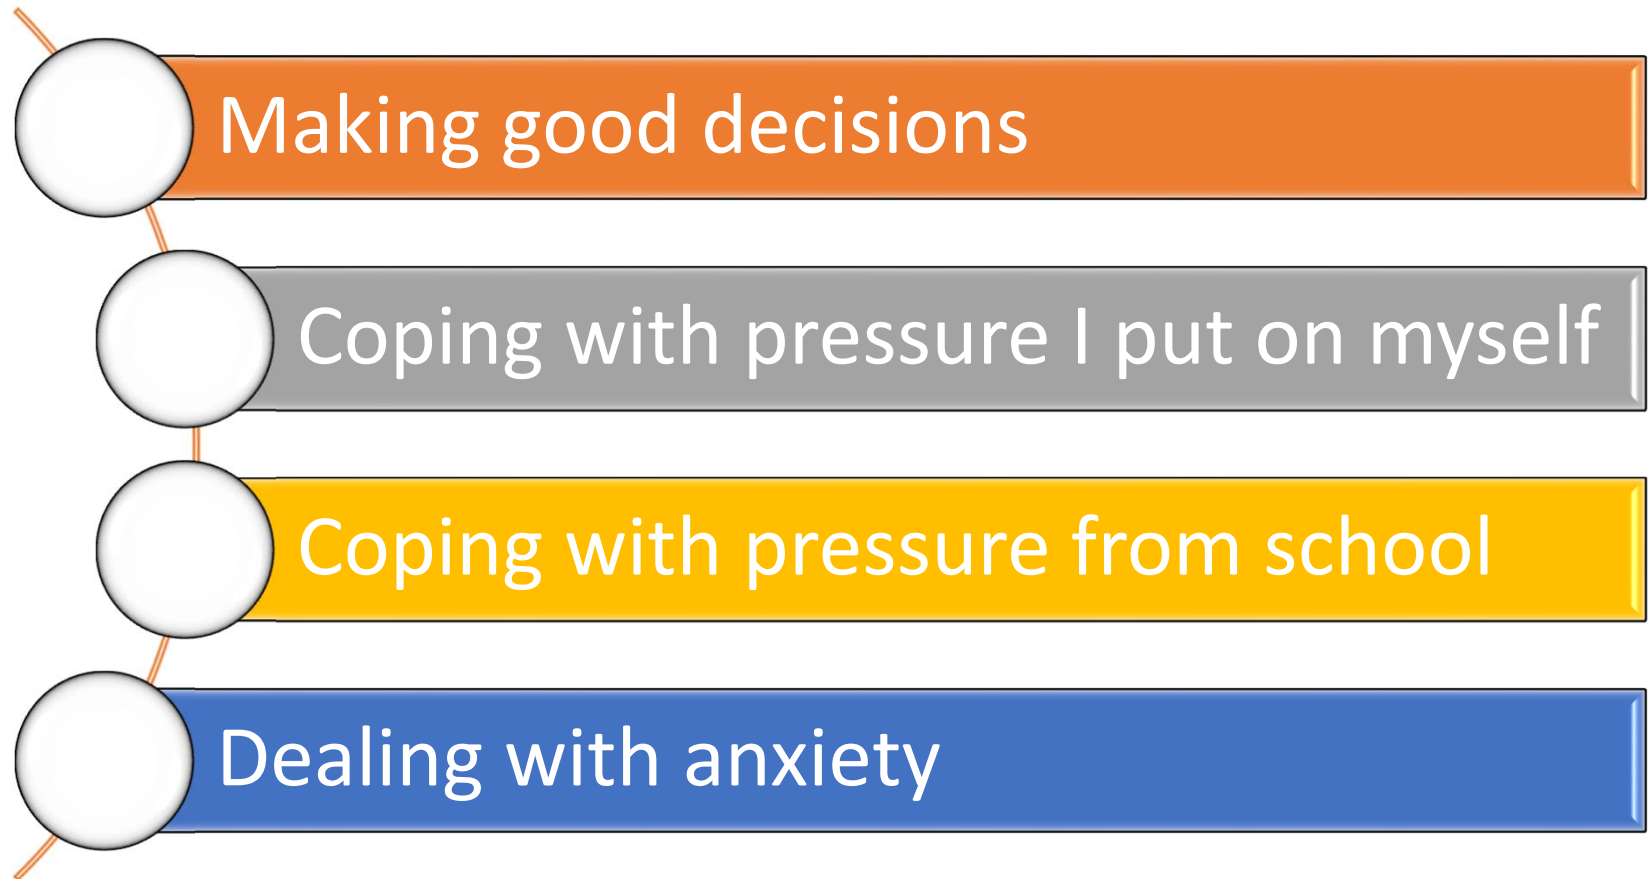 Making good decisions
Coping with pressure I put on myself
Coping with pressure from school
Dealing with anxiety